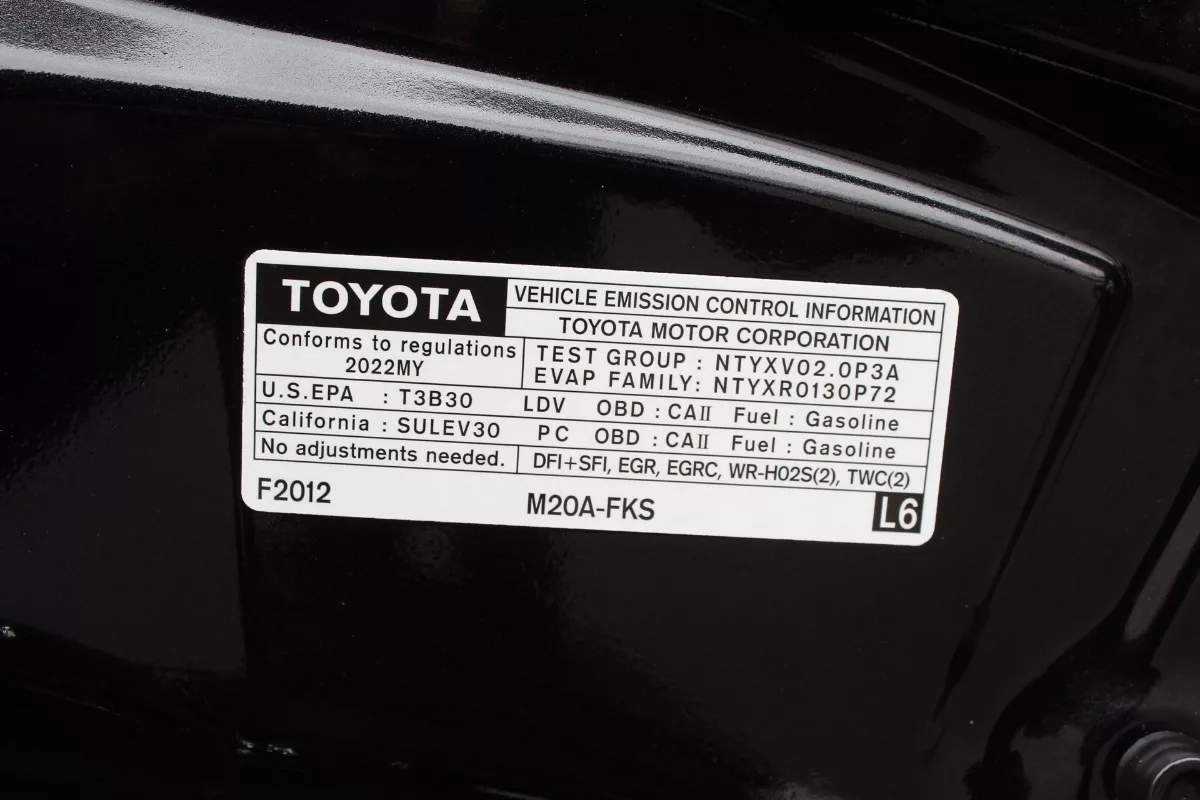 TOYOTA
VEHICLE EMISSION CONTROL INFORMATION
TOYOTA MOTOR CORPORATION
Conforms to regulations
2022MY
TEST GROUP : NTYXV02.0P3A
EVAP FAMILY: NTYXR0130P72
U.S.EPA : T3B30 LDV OBD : CAII Fuel : Gasoline
California : SULEV30 PC OBD : CAII Fuel : Gasoline
No adjustments needed. DFI+SFI, EGR, EGRC, WR-HO2S(2), TWC(2)
F2012 M20A-FKS L6